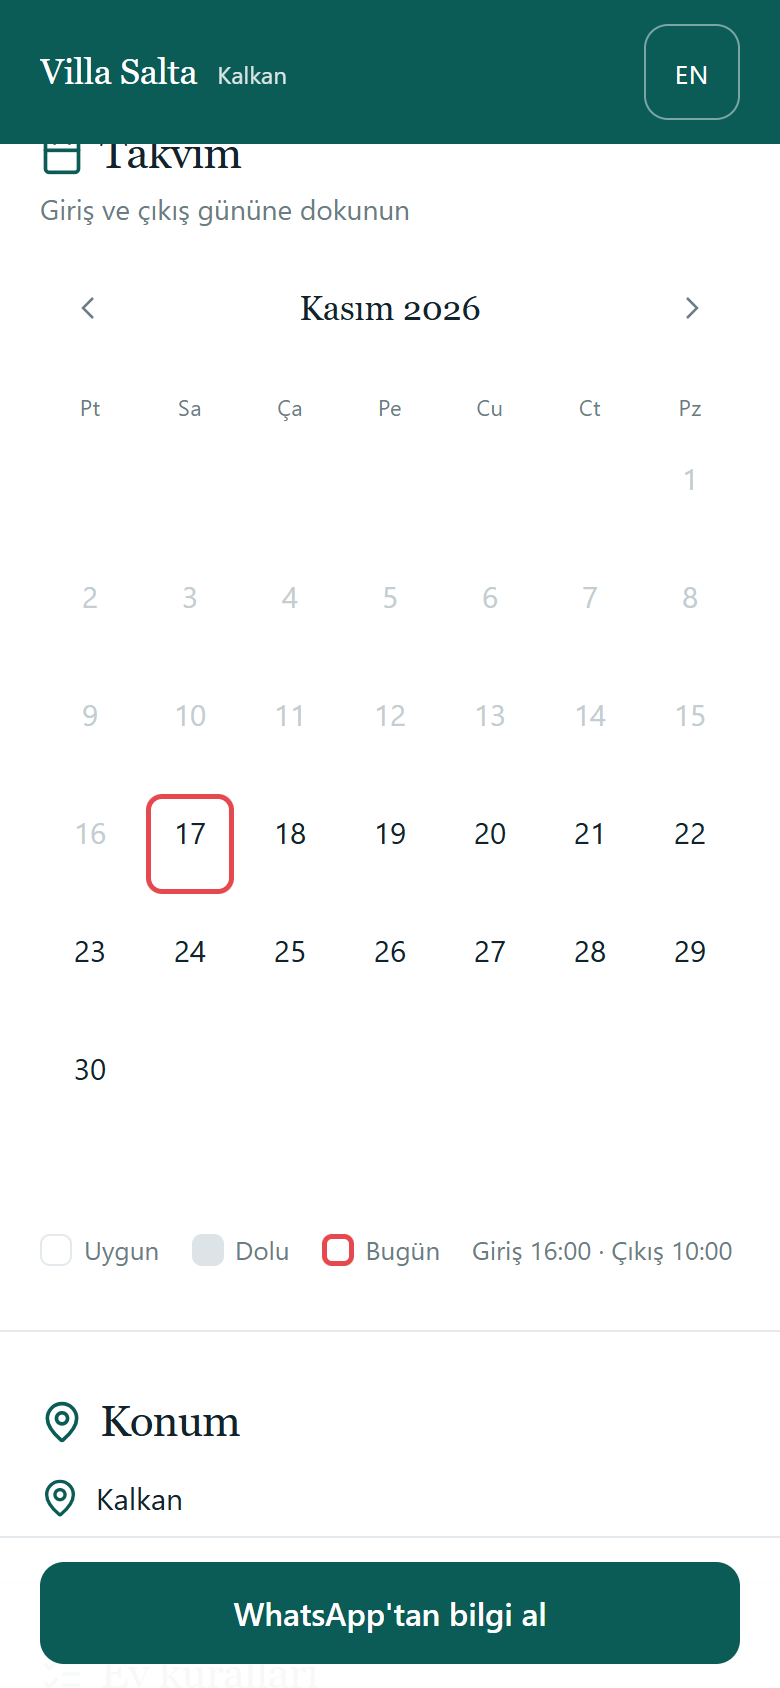 Villa Salta Kalkan
EN
Takvim
Giriş ve çıkış gününe dokunun
Kasım 2026
Pt Sa Ça Pe Cu Ct Pz
1
2 3 4 5 6 7 8
9 10 11 12 13 14 15
16 17 18 19 20 21 22
23 24 25 26 27 28 29
30
Uygun Dolu Bugün Giriş 16:00 · Çıkış 10:00
Konum
Kalkan
WhatsApp'tan bilgi al
Ev kuralları